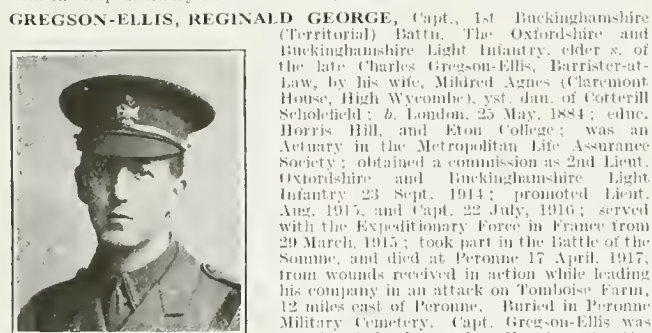 GREGSON-ELLIS, REGINALD GEORGE, Capt., 1st Buckinghamshire
(Territorial) Battn. The Oxfordshire and
Buckinghamshire Light Infantry, elder s. of
the late Charles Gregson-Ellis, Barrister-at-
Law, by his wife, Mildred Agnes (Claremont
House, High Wycombe), yst. dau. of Cotterill
Scholefield; b. London, 25 May, 1884; educ.
Horris Hill, and Eton College; was an
Actuary in the Metropolitan Life Assurance
Society; obtained a commission as 2nd Lieut.
Oxfordshire and Buckinghamshire Light
Infantry 23 Sept. 1914; promoted Lieut.
Aug. 1915, and Capt. 22 July, 1916; served
with the Expeditionary Force in France from
29 March, 1915; took part in the Battle of the
Somme, and died at Peronne 17 April, 1917,
from wounds received in action while leading
his company in an attack on Tomboise Farm,
12 miles east of Peronne. Buried in Peronne
Military Cemetery. Capt. Gregson-Ellis was